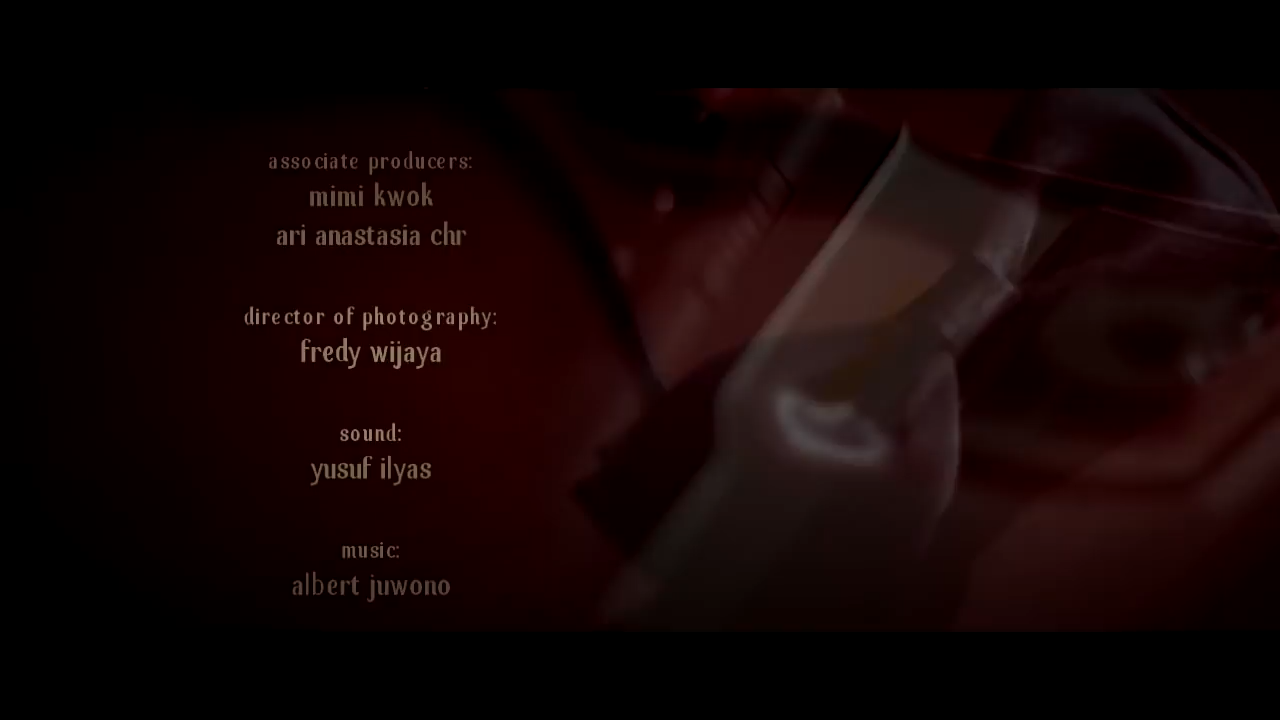 associate producers:
mimi kwok
ari anastasia chr
director of photography:
fredy wijaya
sound:
yusuf ilyas
music:
albert juwono